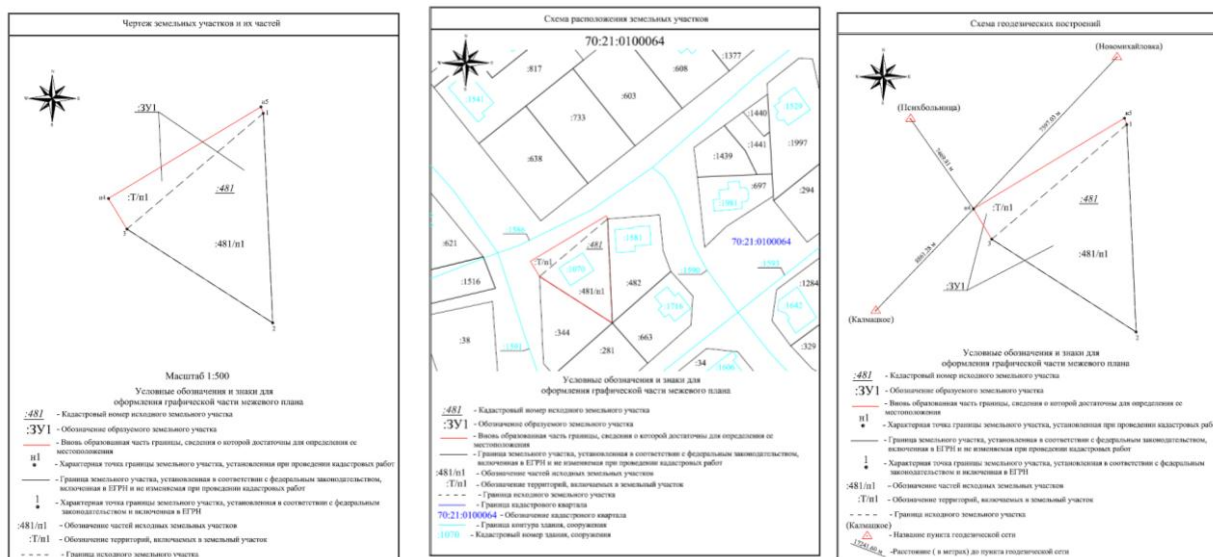 Чертеж земельных участков и их частей
:ЗУ1
н5
1
:481
н4
:Т/п1
3
:481/п1
2
Масштаб 1:500
Условные обозначения и знаки для
оформления графической части межевого плана
:481 - Кадастровый номер исходного земельного участка
:ЗУ1 - Обозначение образуемого земельного участка
- Вновь образованная часть границы, сведения о которой достаточны для определения ее
местоположения
н1 - Характерная точка границы земельного участка, установленная при проведении кадастровых работ
- Граница земельного участка, установленная в соответствии с федеральным законодательством,
включенная в ЕГРН и не изменяемая при проведении кадастровых работ
1 - Характерная точка границы земельного участка, установленная в соответствии с федеральным
законодательством и включенная в ЕГРН
:481/п1 - Обозначение частей исходных земельных участков
:Т/п1 - Обозначение территорий, включаемых в земельный участок
- Граница исходного земельного участка
Схема расположения земельных участков
70:21:0100064
:817
:608
:1377
:603
:733
:638
:1440
:1441
:1439
:1529
:1997
:697
:294
70:21:0100064
:621
:1516
:481
:Т/п1
:1070
:481/п1
:1581
:482
:344
:281
:663
:38
:34
:1284
:1642
:329
Условные обозначения и знаки для
оформления графической части межевого плана
:481 - Кадастровый номер исходного земельного участка
:ЗУ1 - Обозначение образуемого земельного участка
- Вновь образованная часть границы, сведения о которой достаточны для определения ее
местоположения
- Граница земельного участка, установленная в соответствии с федеральным законодательством,
включенная в ЕГРН и не изменяемая при проведении кадастровых работ
:481/п1 - Обозначение частей исходных земельных участков
:Т/п1 - Обозначение территорий, включаемых в земельный участок
- Граница исходного земельного участка
- Граница кадастрового квартала
70:21:0100064 - Обозначение кадастрового квартала
- Граница контура здания, сооружения
:1070 - Кадастровый номер здания, сооружения
Схема геодезических построений
(Новомихайловка)
(Психбольница)
н5
1
:481
н4
:Т/п1
3
:481/п1
:ЗУ1
(Калмацкое)
2
Условные обозначения и знаки для
оформления графической части межевого плана
:481 - Кадастровый номер исходного земельного участка
:ЗУ1 - Обозначение образуемого земельного участка
- Вновь образованная часть границы, сведения о которой достаточны для определения ее
местоположения
н1 - Характерная точка границы земельного участка, установленная при проведении кадастровых
- Граница земельного участка, установленная в соответствии с федеральным законодательством,
включенная в ЕГРН и не изменяемая при проведении кадастровых работ
1 - Характерная точка границы земельного участка, установленная в соответствии с федеральным
законодательством и включенная в ЕГРН
:481/п1 - Обозначение частей исходных земельных участков
:Т/п1 - Обозначение территорий, включаемых в земельный участок
- Граница исходного земельного участка
(Калмацкое)
- Название пункта геодезической сети
-Расстояние ( в метрах) до пункта геодезической сети